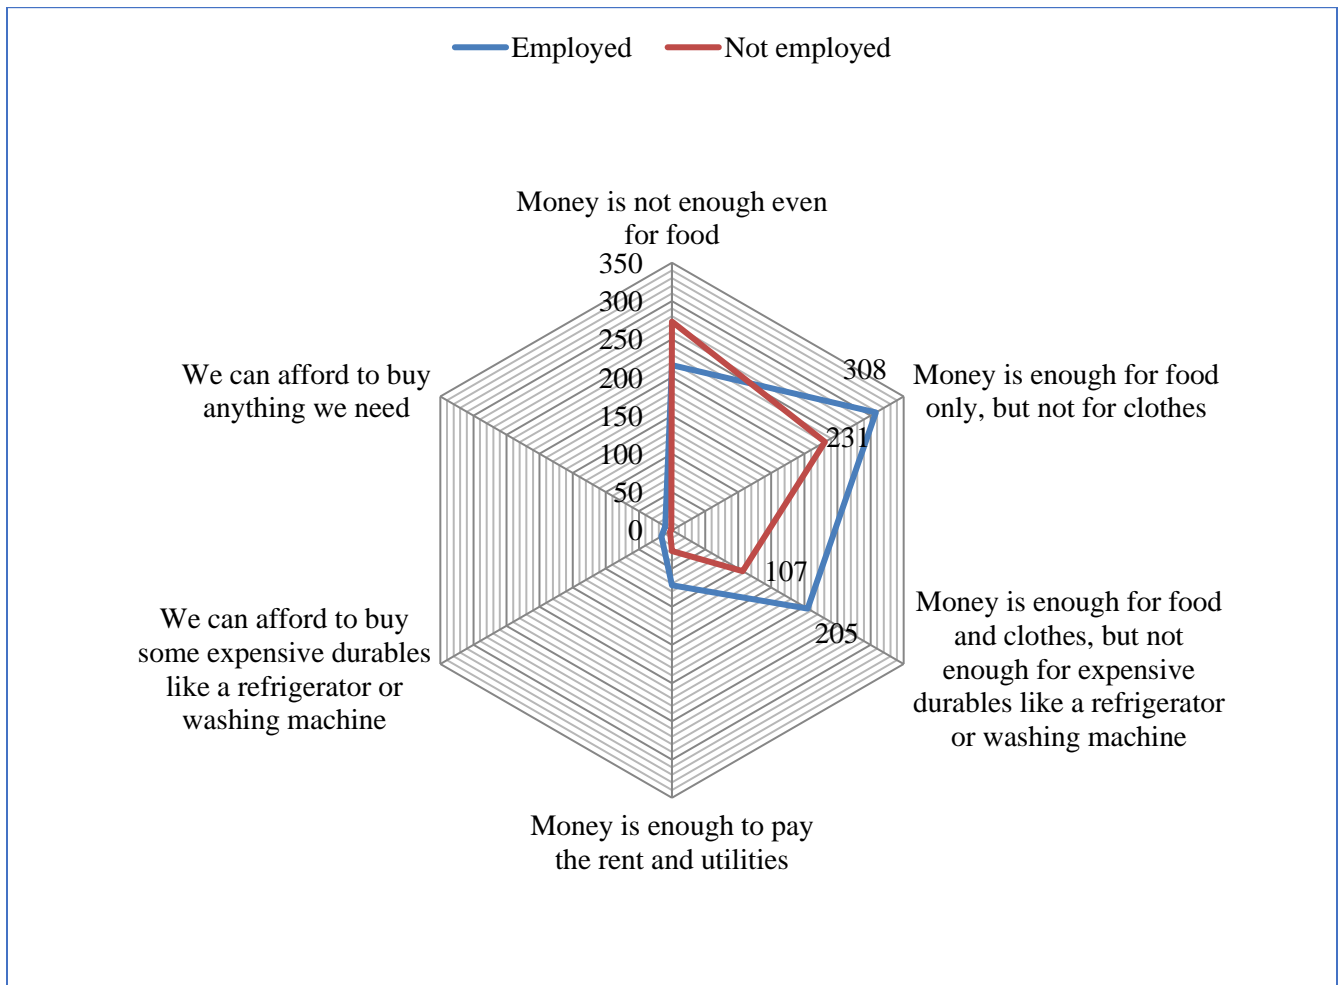 Employed Not employed
Money is not enough even
for food
350
300
250
200
150
100
50
0
308
Money is enough for food
only, but not for clothes
231
107
205
Money is enough for food
and clothes, but not
enough for expensive
durables like a refrigerator
or washing machine
Money is enough to pay
the rent and utilities
We can afford to buy
some expensive durables
like a refrigerator or
washing machine
We can afford to buy
anything we need